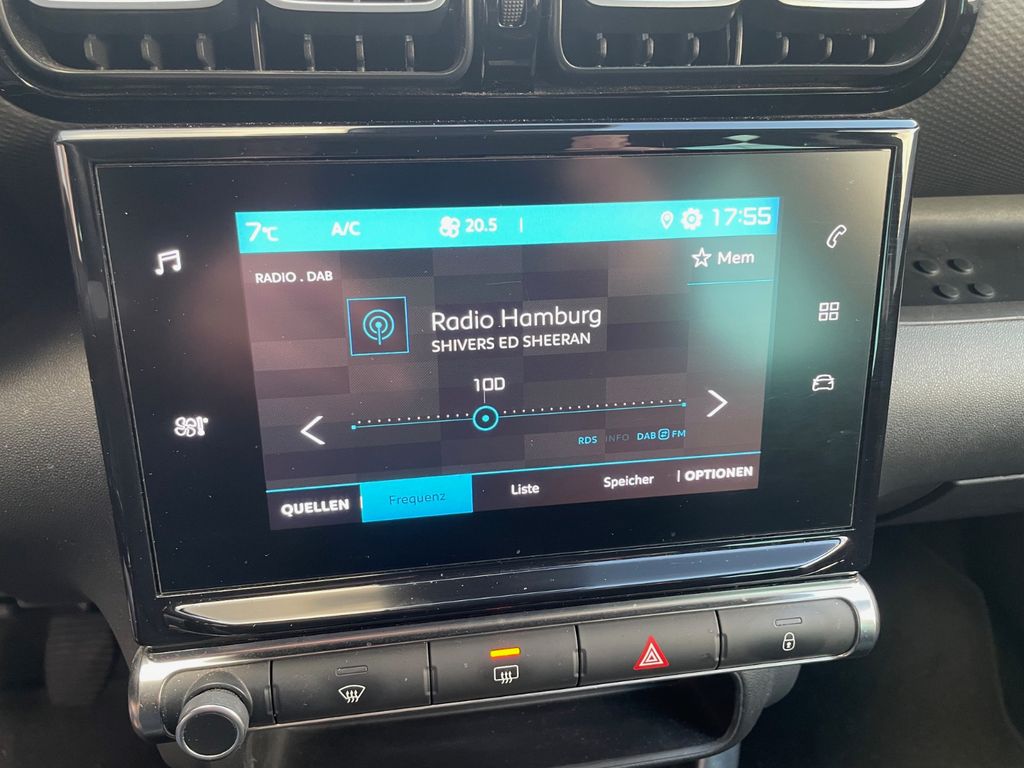 7°C A/C 20.5 17:55
Mem
RADIO . DAB
Radio Hamburg
SHIVERS ED SHEERAN
10D
RDS INFO DAB FM
QUELLEN Frequenz Liste Speicher OPTIONEN